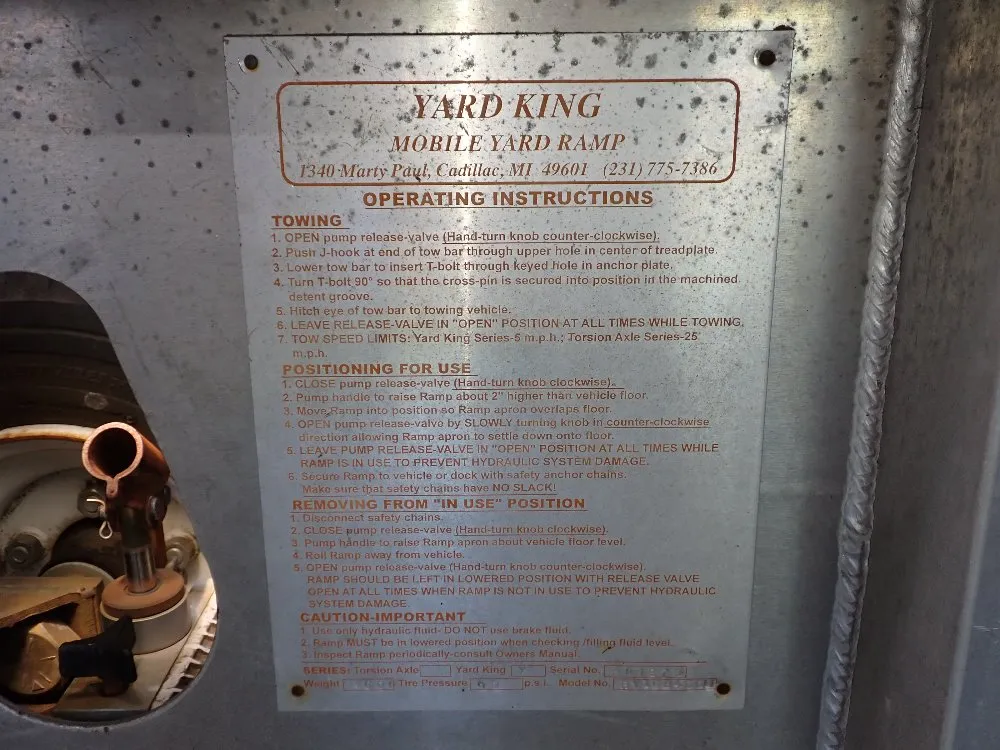 YARD KING
MOBILE YARD RAMP
1340 Marty Paul, Cadillac, MI 49601 (231) 775-7386
OPERATING INSTRUCTIONS
TOWING
1. OPEN pump release-valve (Hand-turn knob counter-clockwise).
2. Push J-hook at end of tow bar through upper hole in center of treadplate.
3. Lower tow bar to insert T-bolt through keyed hole in anchor plate.
4. Turn T-bolt 90° so that the cross-pin is secured into position in the machined
detent groove.
5. Hitch eye of tow bar to towing vehicle.
6. LEAVE RELEASE-VALVE IN "OPEN" POSITION AT ALL TIMES WHILE TOWING.
7. TOW SPEED LIMITS: Yard King Series-5 m.p.h.; Torsion Axle Series-25
m.p.h.
POSITIONING FOR USE
1. CLOSE pump release-valve (Hand-turn knob clockwise).
2. Pump handle to raise Ramp about 2" higher than vehicle floor.
3. Move Ramp into position so Ramp apron overlaps floor.
4. OPEN pump release-valve by SLOWLY turning knob in counter-clockwise
direction allowing Ramp apron to settle down onto floor.
5. LEAVE PUMP RELEASE-VALVE IN "OPEN" POSITION AT ALL TIMES WHILE
RAMP IS IN USE TO PREVENT HYDRAULIC SYSTEM DAMAGE.
6. Secure Ramp to vehicle or dock with safety anchor chains.
Make sure that safety chains have NO SLACK!
REMOVING FROM "IN USE" POSITION
1. Disconnect safety chains.
2. CLOSE pump release-valve (Hand-turn knob clockwise).
3. Pump handle to raise Ramp apron about vehicle floor level.
4. Roll Ramp away from vehicle.
5. OPEN pump release-valve (Hand-turn knob counter-clockwise).
RAMP SHOULD BE LEFT IN LOWERED POSITION WITH RELEASE VALVE
OPEN AT ALL TIMES WHEN RAMP IS NOT IN USE TO PREVENT HYDRAULIC
SYSTEM DAMAGE.
CAUTION-IMPORTANT
1. Use only hydraulic fluid- DO NOT use brake fluid.
2. Ramp MUST be in lowered position when checking /filling fluid level.
3. Inspect Ramp periodically-consult Owners Manual.
SERIES: Torsion Axle Yard King Serial No.
Weight Tire Pressure p.s.i. Model No.